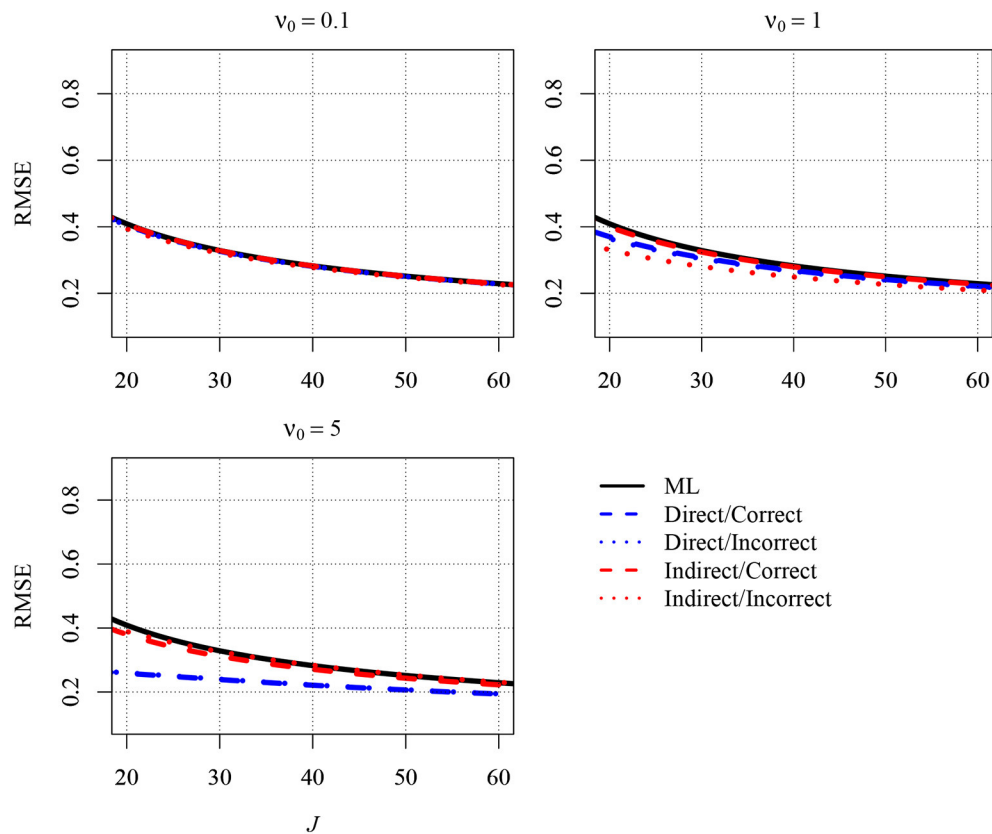 ν₀ = 0.1
RMSE
0.2 0.4 0.6 0.8
20 30 40 50 60
ν₀ = 1
0.2 0.4 0.6 0.8
20 30 40 50 60
ν₀ = 5
RMSE
0.2 0.4 0.6 0.8
20 30 40 50 60
J
ML
Direct/Correct
Direct/Incorrect
Indirect/Correct
Indirect/Incorrect